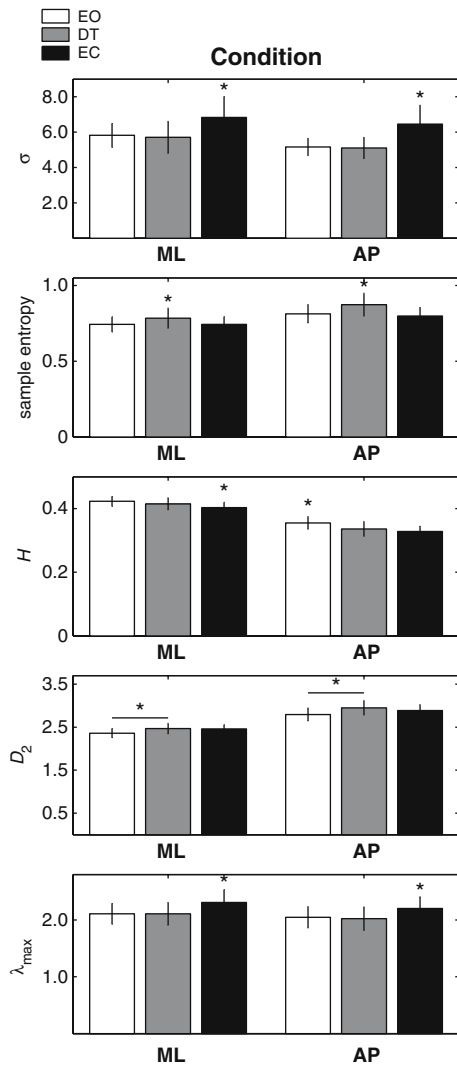 EO
DT
EC
Condition
*
*
8.0
6.0
4.0
2.0
σ
ML
AP
*
*
1.0
0.5
0
sample entropy
ML
AP
*
*
0.4
0.2
0
H
ML
AP
*
*
3.5
2.5
1.5
0.5
D₂
ML
AP
*
*
2.0
1.0
λmax
ML
AP